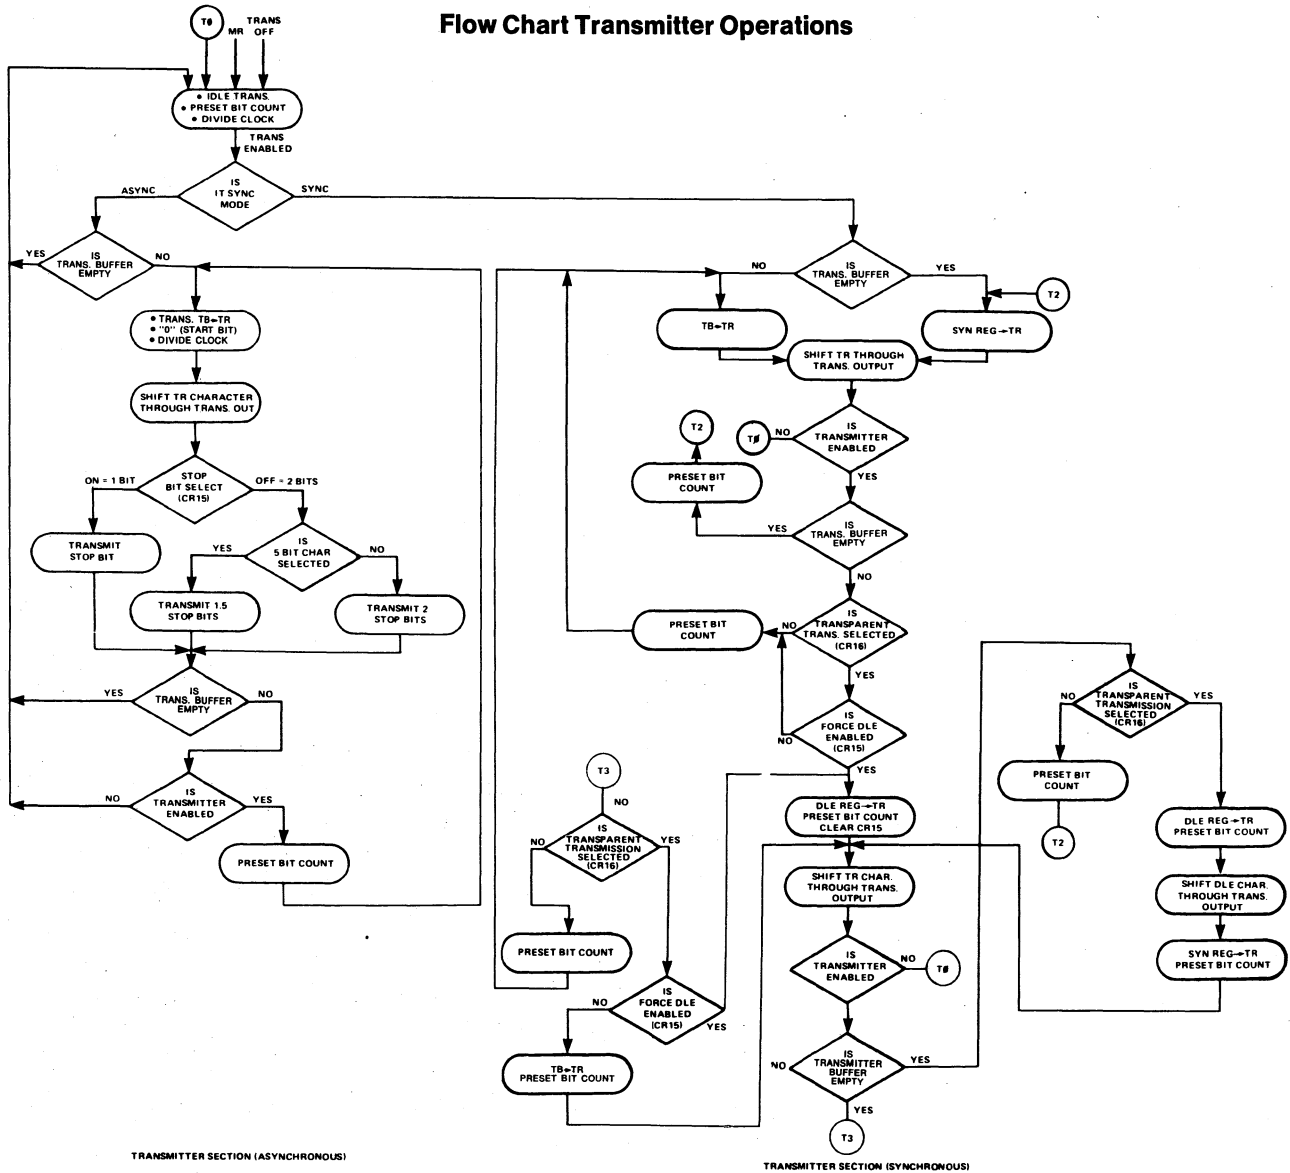 Flow Chart Transmitter Operations
TØ
MR
TRANS
OFF
• IDLE TRANS.
• PRESET BIT COUNT
• DIVIDE CLOCK
TRANS
ENABLED
IS
IT SYNC
MODE
ASYNC
SYNC
IS
TRANS. BUFFER
EMPTY
YES
NO
• TRANS. TB→TR
• "0" (START BIT)
• DIVIDE CLOCK
SHIFT TR CHARACTER
THROUGH TRANS. OUT
STOP
BIT SELECT
(CR15)
ON = 1 BIT
OFF = 2 BITS
TRANSMIT
STOP BIT
IS
5 BIT CHAR
SELECTED
YES
NO
TRANSMIT 1.5
STOP BITS
TRANSMIT 2
STOP BITS
IS
TRANS. BUFFER
EMPTY
YES
NO
IS
TRANSMITTER
ENABLED
NO
YES
PRESET BIT COUNT
TRANSMITTER SECTION (ASYNCHRONOUS)
IS
TRANS. BUFFER
EMPTY
NO
YES
T2
TB→TR
SYN REG→TR
SHIFT TR THROUGH
TRANS. OUTPUT
IS
TRANSMITTER
ENABLED
NO
TØ
YES
T2
PRESET BIT
COUNT
IS
TRANS. BUFFER
EMPTY
YES
NO
IS
TRANSPARENT
TRANS. SELECTED
(CR16)
NO
PRESET BIT
COUNT
YES
IS
FORCE DLE
ENABLED
(CR15)
NO
YES
DLE REG→TR
PRESET BIT COUNT
CLEAR CR15
SHIFT TR CHAR.
THROUGH TRANS.
OUTPUT
IS
TRANSMITTER
ENABLED
NO
TØ
IS
TRANSMITTER
BUFFER
EMPTY
NO
YES
YES
T3
T3
NO
IS
TRANSPARENT
TRANSMISSION
SELECTED
(CR16)
NO
YES
PRESET BIT COUNT
IS
FORCE DLE
ENABLED
(CR15)
NO
YES
TB→TR
PRESET BIT COUNT
IS
TRANSPARENT
TRANSMISSION
SELECTED
(CR16)
NO
YES
PRESET BIT
COUNT
T2
DLE REG→TR
PRESET BIT COUNT
SHIFT DLE CHAR.
THROUGH TRANS.
OUTPUT
SYN REG→TR
PRESET BIT COUNT
TRANSMITTER SECTION (SYNCHRONOUS)